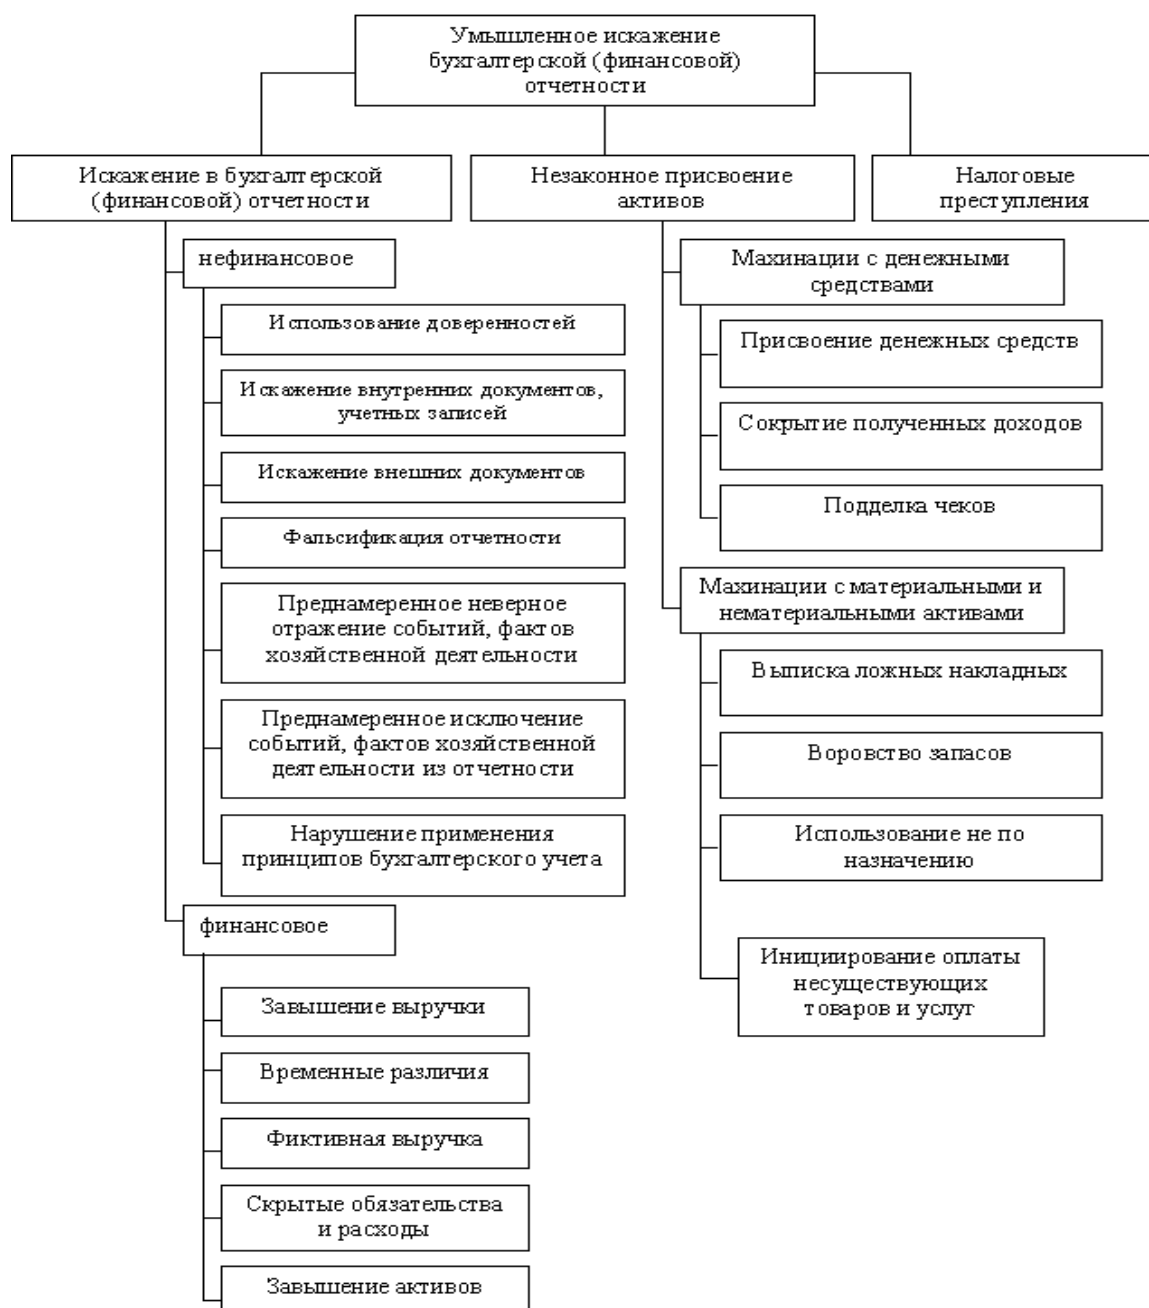 Умышленное искажение
бухгалтерской (финансовой)
отчетности
Искажение в бухгалтерской
(финансовой) отчетности
Незаконное присвоение
активов
Налоговые
преступления
нефинансовое
Использование доверенностей
Искажение внутренних документов,
учетных записей
Искажение внешних документов
Фальсификация отчетности
Преднамеренное неверное
отражение событий, фактов
хозяйственной деятельности
Преднамеренное исключение
событий, фактов хозяйственной
деятельности из отчетности
Нарушение применения
принципов бухгалтерского учета
финансовое
Завышение выручки
Временные различия
Фиктивная выручка
Скрытые обязательства
и расходы
Завышение активов
Махинации с денежными
средствами
Присвоение денежных средств
Сокрытие полученных доходов
Подделка чеков
Махинации с материальными и
нематериальными активами
Выписка ложных накладных
Воровство запасов
Использование не по
назначению
Инициирование оплаты
несуществующих
товаров и услуг